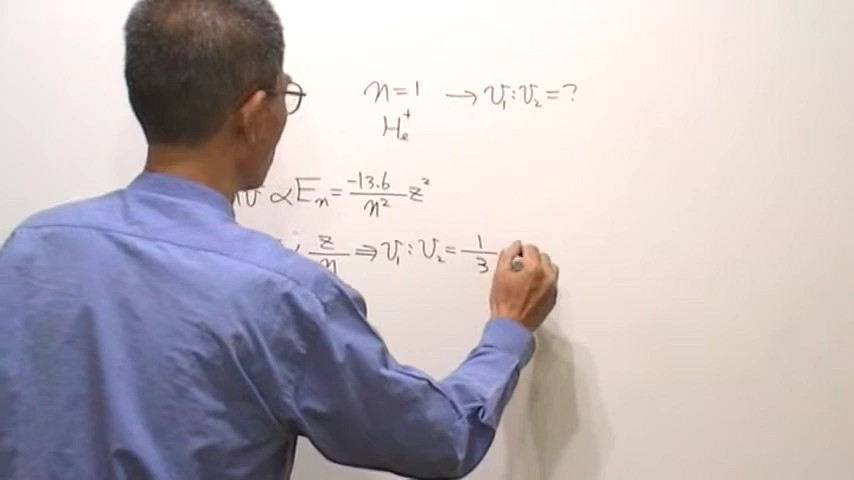 n=1 → v₁:v₂=?
He⁺
v ∝ Eₙ = -13.6/n² z²
z/n ⇒ v₁:v₂ = 1/3